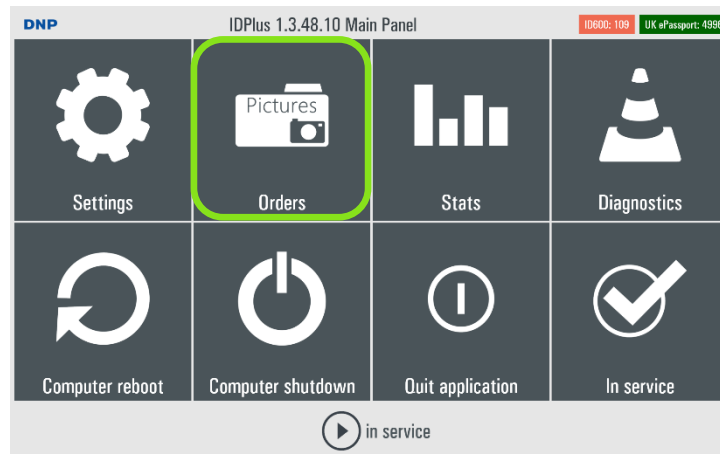 DNP IDPlus 1.3.48.10 Main Panel ID600: 109 UK ePassport: 4996
Pictures
Settings Orders Stats Diagnostics
Computer reboot Computer shutdown Quit application In service
in service